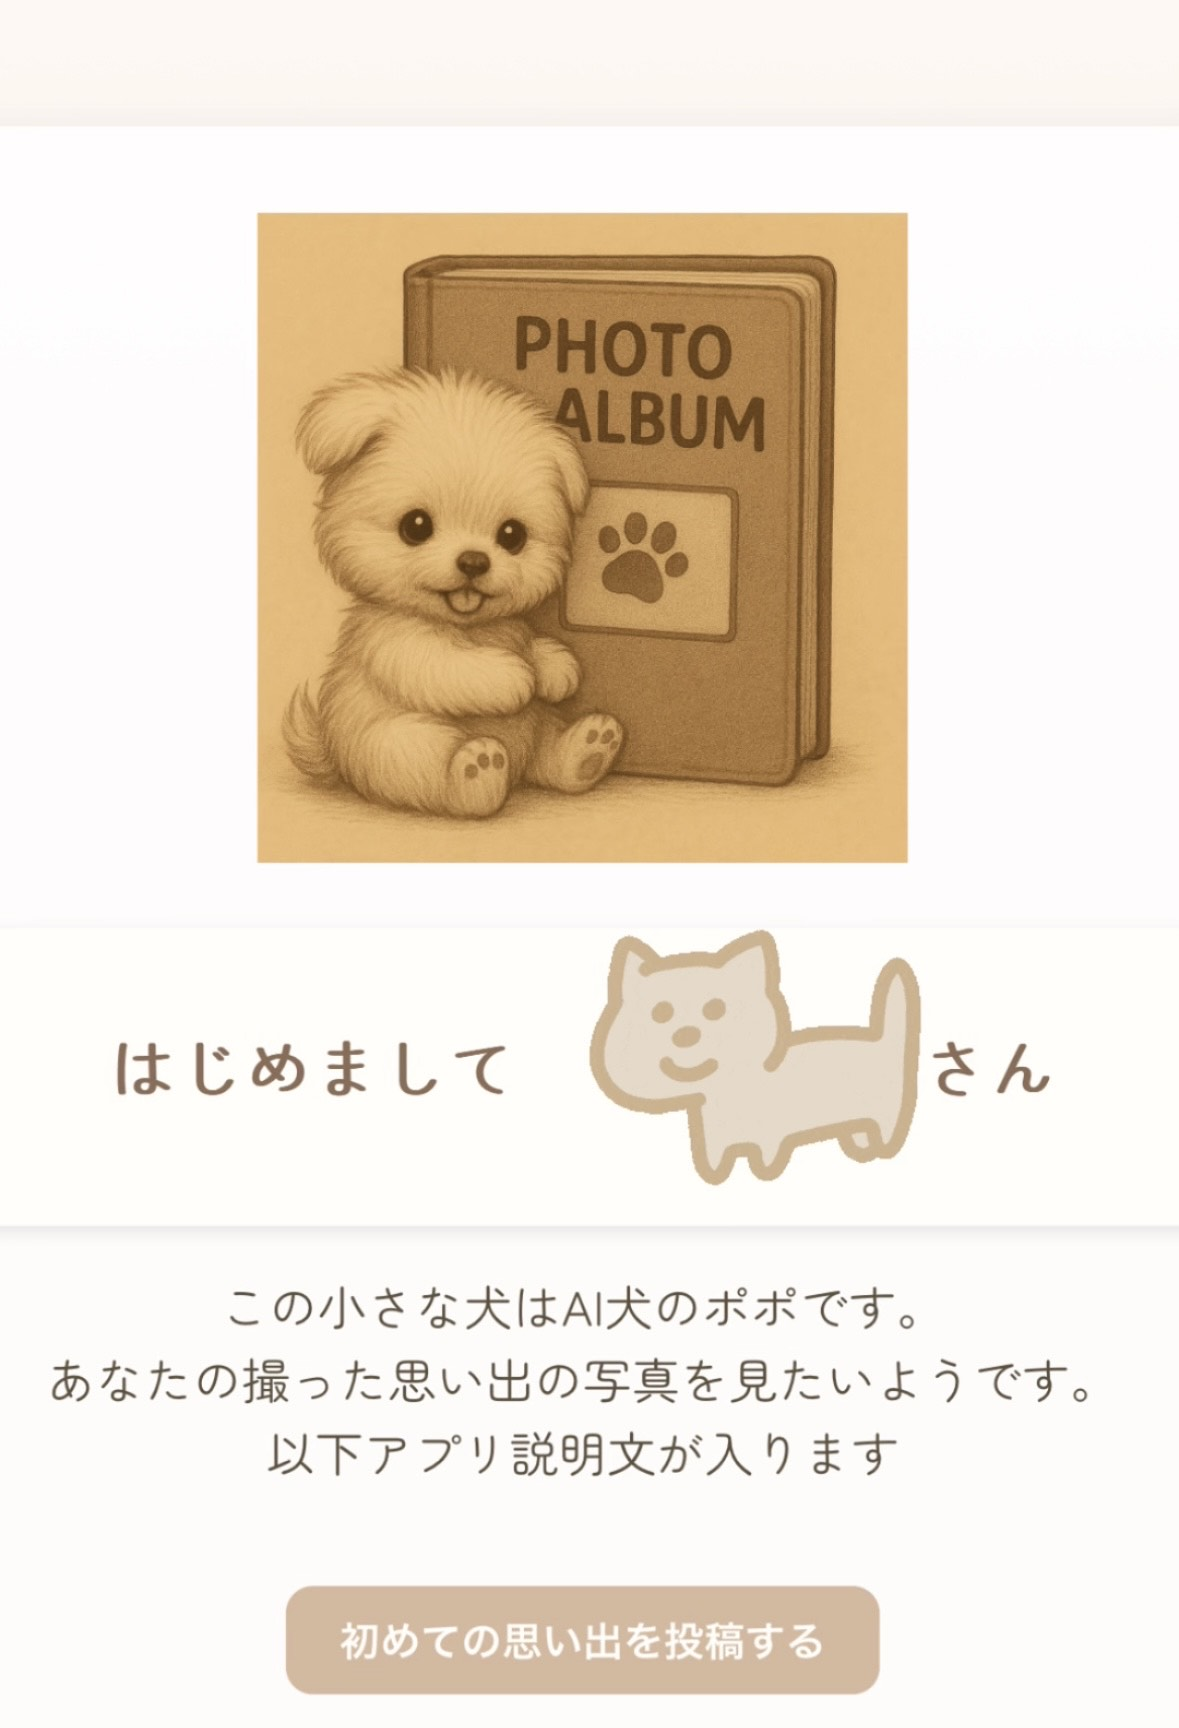 PHOTO
ALBUM
はじめまして さん
この小さな犬はAI犬のポポです。
あなたの撮った思い出の写真を見たいようです。
以下アプリ説明文が入ります
初めての思い出を投稿する